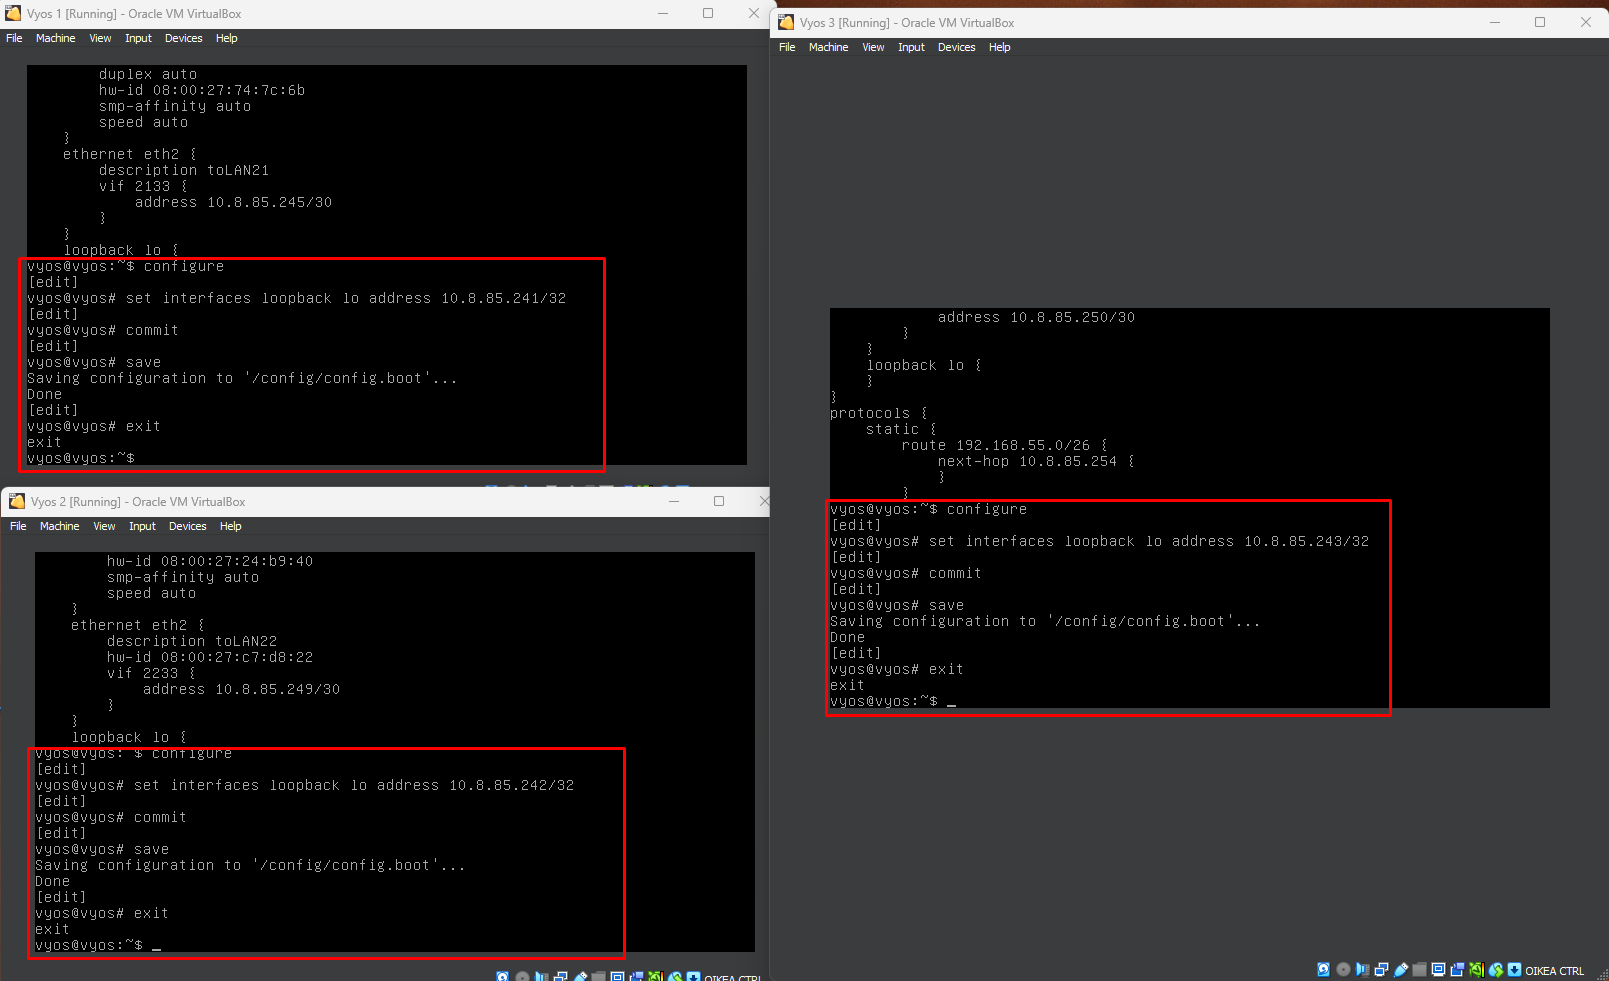 Vyos 1 [Running] - Oracle VM VirtualBox
File Machine View Input Devices Help
duplex auto
hw-id 08:00:27:74:7c:6b
smp-affinity auto
speed auto
}
ethernet eth2 {
description toLAN21
vif 2133 {
address 10.8.85.245/30
}
}
loopback lo {
vyos@vyos:~$ configure
[edit]
vyos@vyos# set interfaces loopback lo address 10.8.85.241/32
[edit]
vyos@vyos# commit
[edit]
vyos@vyos# save
Saving configuration to '/config/config.boot'...
Done
[edit]
vyos@vyos# exit
exit
vyos@vyos:~$
Vyos 2 [Running] - Oracle VM VirtualBox
File Machine View Input Devices Help
hw-id 08:00:27:24:b9:40
smp-affinity auto
speed auto
}
ethernet eth2 {
description toLAN22
hw-id 08:00:27:c7:d8:22
vif 2233 {
address 10.8.85.249/30
}
}
loopback lo {
vyos@vyos:~$ configure
[edit]
vyos@vyos# set interfaces loopback lo address 10.8.85.242/32
[edit]
vyos@vyos# commit
[edit]
vyos@vyos# save
Saving configuration to '/config/config.boot'...
Done
[edit]
vyos@vyos# exit
exit
vyos@vyos:~$ _
OIKEA CTRL
Vyos 3 [Running] - Oracle VM VirtualBox
File Machine View Input Devices Help
address 10.8.85.250/30
}
}
loopback lo {
}
}
protocols {
static {
route 192.168.55.0/26 {
next-hop 10.8.85.254 {
}
}
vyos@vyos:~$ configure
[edit]
vyos@vyos# set interfaces loopback lo address 10.8.85.243/32
[edit]
vyos@vyos# commit
[edit]
vyos@vyos# save
Saving configuration to '/config/config.boot'...
Done
[edit]
vyos@vyos# exit
exit
vyos@vyos:~$ _
OIKEA CTRL